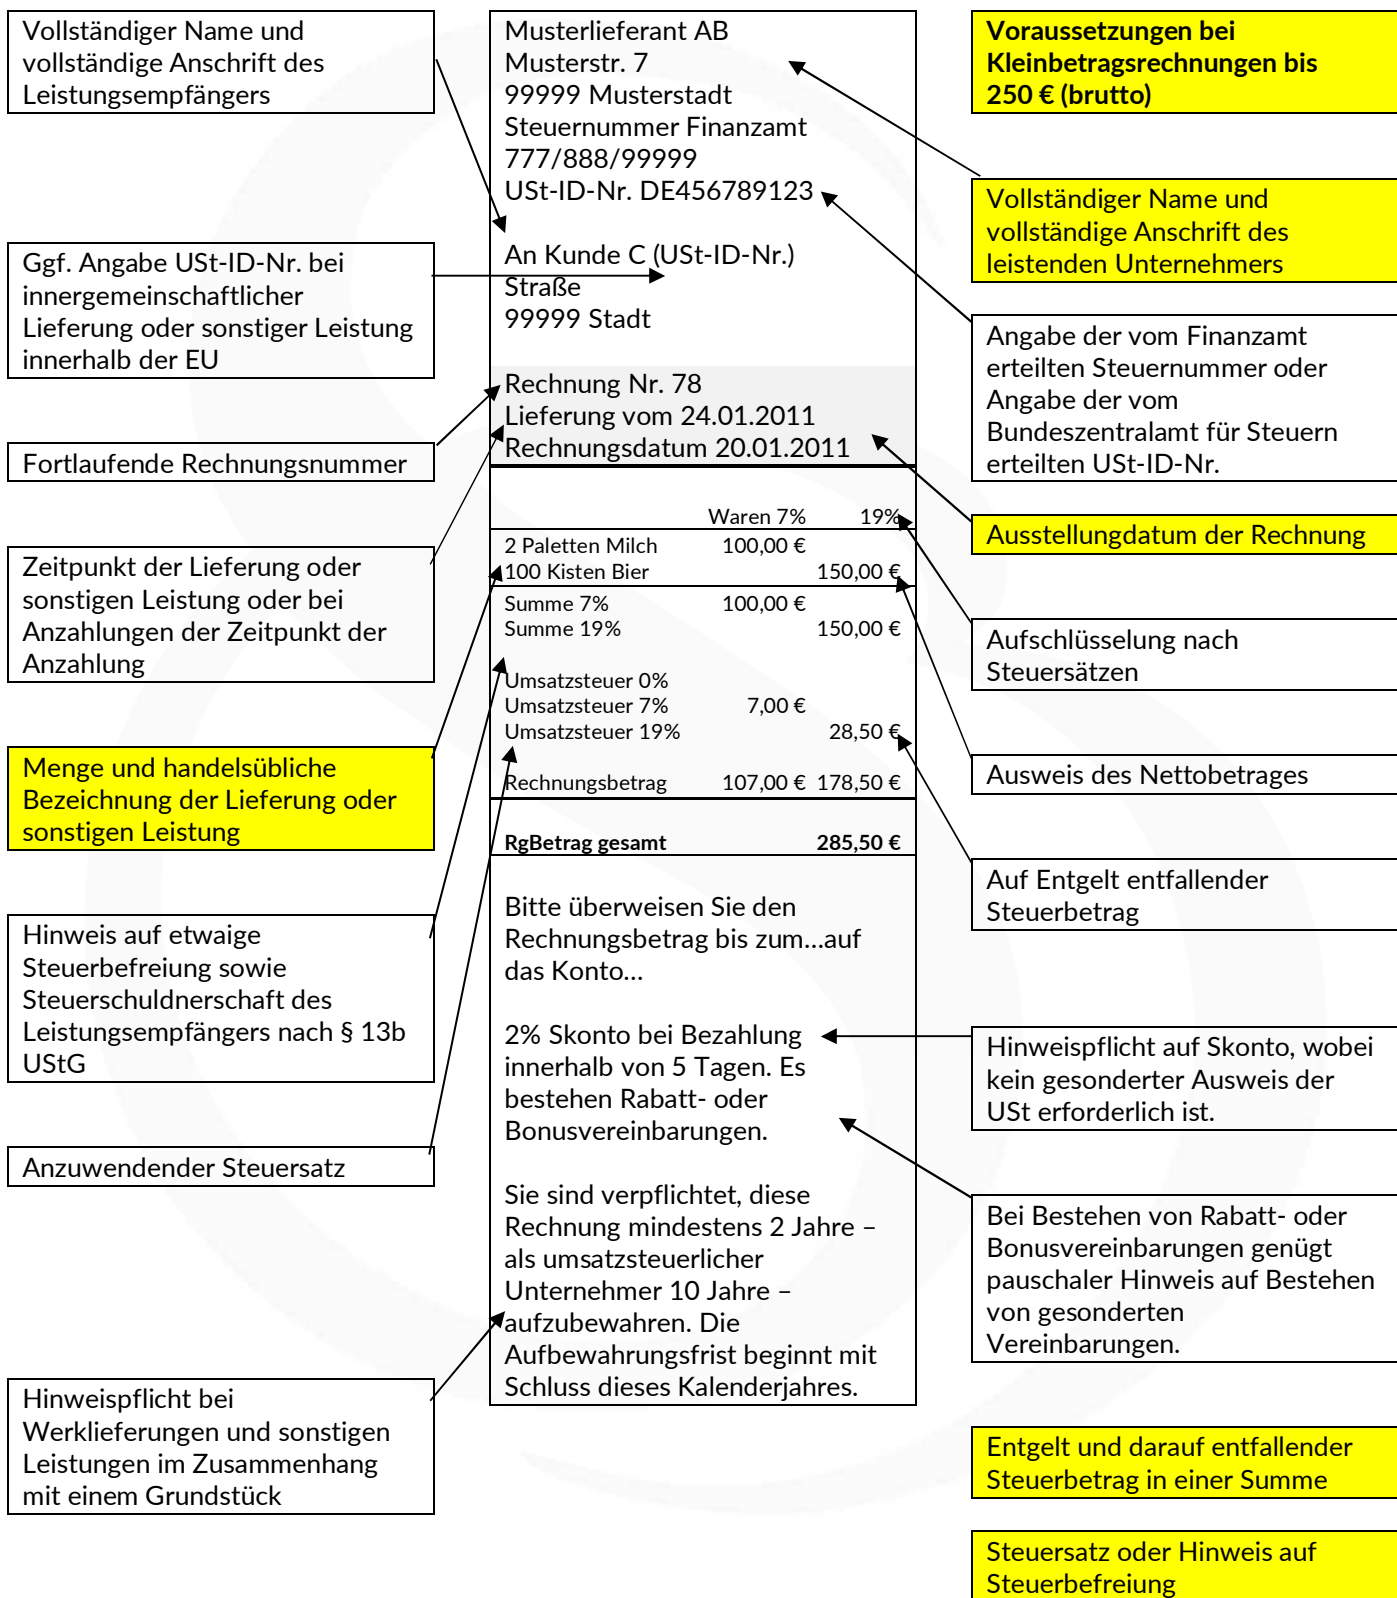 Vollständiger Name und
vollständige Anschrift des
Leistungsempfängers
Ggf. Angabe USt-ID-Nr. bei
innergemeinschaftlicher
Lieferung oder sonstiger Leistung
innerhalb der EU
Fortlaufende Rechnungsnummer
Zeitpunkt der Lieferung oder
sonstigen Leistung oder bei
Anzahlungen der Zeitpunkt der
Anzahlung
Menge und handelsübliche
Bezeichnung der Lieferung oder
sonstigen Leistung
Hinweis auf etwaige
Steuerbefreiung sowie
Steuerschuldnerschaft des
Leistungsempfängers nach § 13b
UStG
Anzuwendender Steuersatz
Hinweispflicht bei
Werklieferungen und sonstigen
Leistungen im Zusammenhang
mit einem Grundstück
Musterlieferant AB
Musterstr. 7
99999 Musterstadt
Steuernummer Finanzamt
777/888/99999
USt-ID-Nr. DE456789123
An Kunde C (USt-ID-Nr.)
Straße
99999 Stadt
Rechnung Nr. 78
Lieferung vom 24.01.2011
Rechnungsdatum 20.01.2011
Waren 7% 19%
2 Paletten Milch 100,00 €
100 Kisten Bier 150,00 €
Summe 7% 100,00 €
Summe 19% 150,00 €
Umsatzsteuer 0%
Umsatzsteuer 7% 7,00 €
Umsatzsteuer 19% 28,50 €
Rechnungsbetrag 107,00 € 178,50 €
RgBetrag gesamt 285,50 €
Bitte überweisen Sie den
Rechnungsbetrag bis zum...auf
das Konto...
2% Skonto bei Bezahlung
innerhalb von 5 Tagen. Es
bestehen Rabatt- oder
Bonusvereinbarungen.
Sie sind verpflichtet, diese
Rechnung mindestens 2 Jahre –
als umsatzsteuerlicher
Unternehmer 10 Jahre –
aufzubewahren. Die
Aufbewahrungsfrist beginnt mit
Schluss dieses Kalenderjahres.
Voraussetzungen bei
Kleinbetragsrechnungen bis
250 € (brutto)
Vollständiger Name und
vollständige Anschrift des
leistenden Unternehmers
Angabe der vom Finanzamt
erteilten Steuernummer oder
Angabe der vom
Bundeszentralamt für Steuern
erteilten USt-ID-Nr.
Ausstellungdatum der Rechnung
Aufschlüsselung nach
Steuersätzen
Ausweis des Nettobetrages
Auf Entgelt entfallender
Steuerbetrag
Hinweispflicht auf Skonto, wobei
kein gesonderter Ausweis der
USt erforderlich ist.
Bei Bestehen von Rabatt- oder
Bonusvereinbarungen genügt
pauschaler Hinweis auf Bestehen
von gesonderten
Vereinbarungen.
Entgelt und darauf entfallender
Steuerbetrag in einer Summe
Steuersatz oder Hinweis auf
Steuerbefreiung